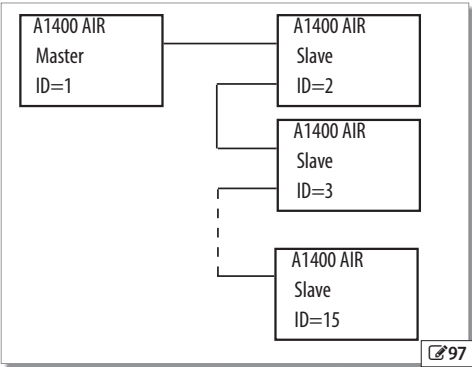 A1400 AIR
Master
ID=1
A1400 AIR
Slave
ID=2
A1400 AIR
Slave
ID=3
A1400 AIR
Slave
ID=15
97